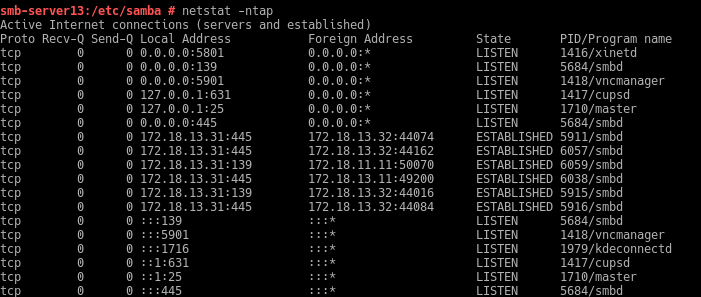 smb-server13:/etc/samba # netstat -ntap
Active Internet connections (servers and established)
Proto Recv-Q Send-Q Local Address           Foreign Address         State       PID/Program name
tcp        0      0 0.0.0.0:5801            0.0.0.0:*               LISTEN      1416/xinetd
tcp        0      0 0.0.0.0:139             0.0.0.0:*               LISTEN      5684/smbd
tcp        0      0 0.0.0.0:5901            0.0.0.0:*               LISTEN      1418/vncmanager
tcp        0      0 127.0.0.1:631           0.0.0.0:*               LISTEN      1417/cupsd
tcp        0      0 127.0.0.1:25            0.0.0.0:*               LISTEN      1710/master
tcp        0      0 0.0.0.0:445             0.0.0.0:*               LISTEN      5684/smbd
tcp        0      0 172.18.13.31:445        172.18.13.32:44074      ESTABLISHED 5911/smbd
tcp        0      0 172.18.13.31:445        172.18.13.32:44162      ESTABLISHED 6057/smbd
tcp        0      0 172.18.13.31:139        172.18.11.11:50070      ESTABLISHED 6059/smbd
tcp        0      0 172.18.13.31:445        172.18.13.11:49200      ESTABLISHED 6038/smbd
tcp        0      0 172.18.13.31:139        172.18.13.32:44016      ESTABLISHED 5915/smbd
tcp        0      0 172.18.13.31:445        172.18.13.32:44084      ESTABLISHED 5916/smbd
tcp        0      0 :::139                  :::*                    LISTEN      5684/smbd
tcp        0      0 :::5901                 :::*                    LISTEN      1418/vncmanager
tcp        0      0 :::1716                 :::*                    LISTEN      1979/kdeconnectd
tcp        0      0 ::1:631                 :::*                    LISTEN      1417/cupsd
tcp        0      0 ::1:25                  :::*                    LISTEN      1710/master
tcp        0      0 :::445                  :::*                    LISTEN      5684/smbd